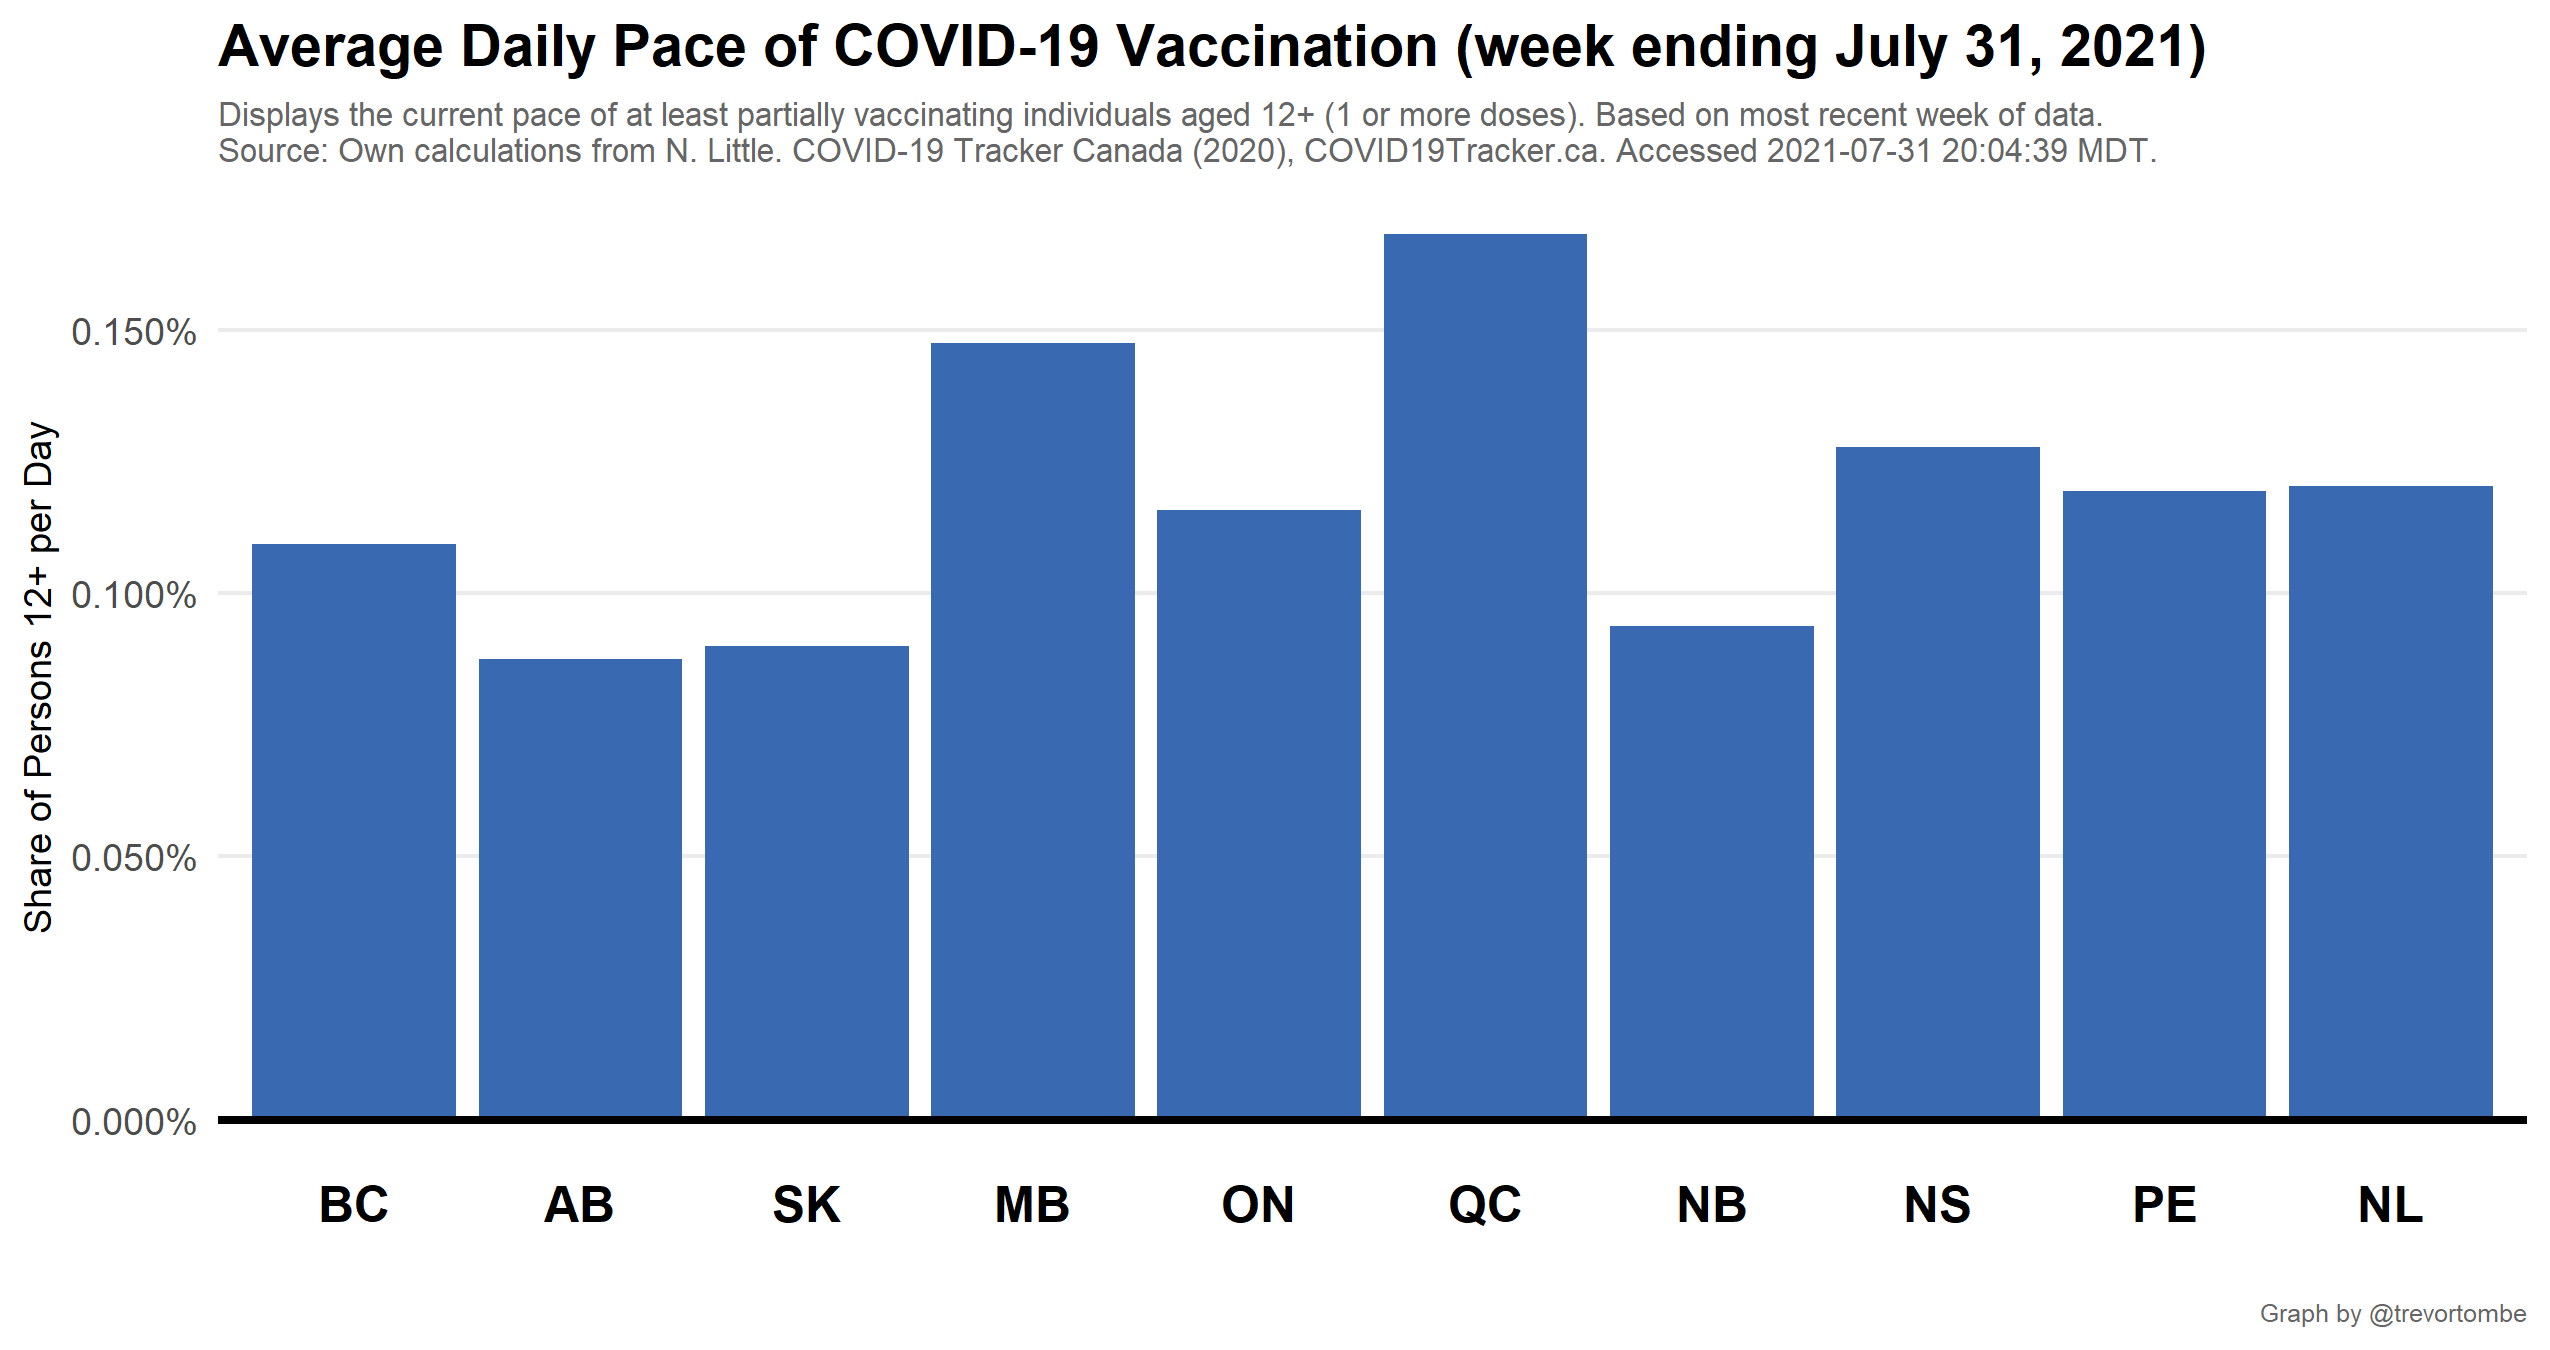 Average Daily Pace of COVID-19 Vaccination (week ending July 31, 2021)
Displays the current pace of at least partially vaccinating individuals aged 12+ (1 or more doses). Based on most recent week of data.
Source: Own calculations from N. Little. COVID-19 Tracker Canada (2020), COVID19Tracker.ca. Accessed 2021-07-31 20:04:39 MDT.
Share of Persons 12+ per Day
0.150%
0.100%
0.050%
0.000%
BC AB SK MB ON QC NB NS PE NL
Graph by @trevortombe